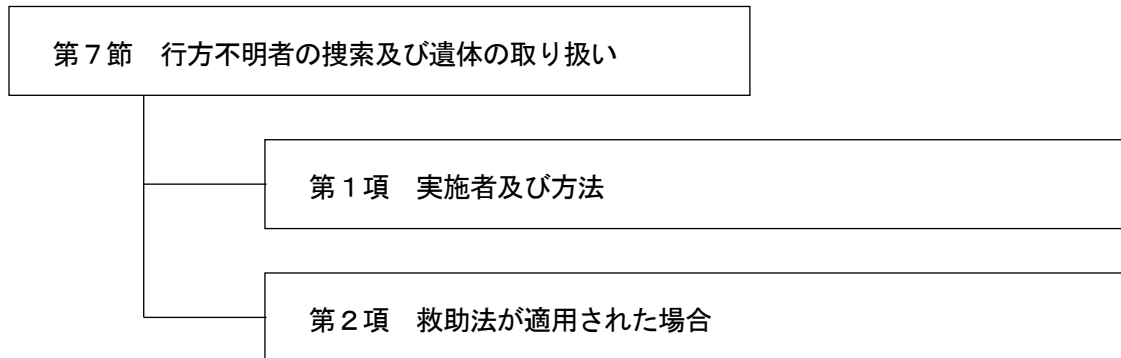 第７節　行方不明者の捜索及び遺体の取り扱い
第１項　実施者及び方法
第２項　救助法が適用された場合